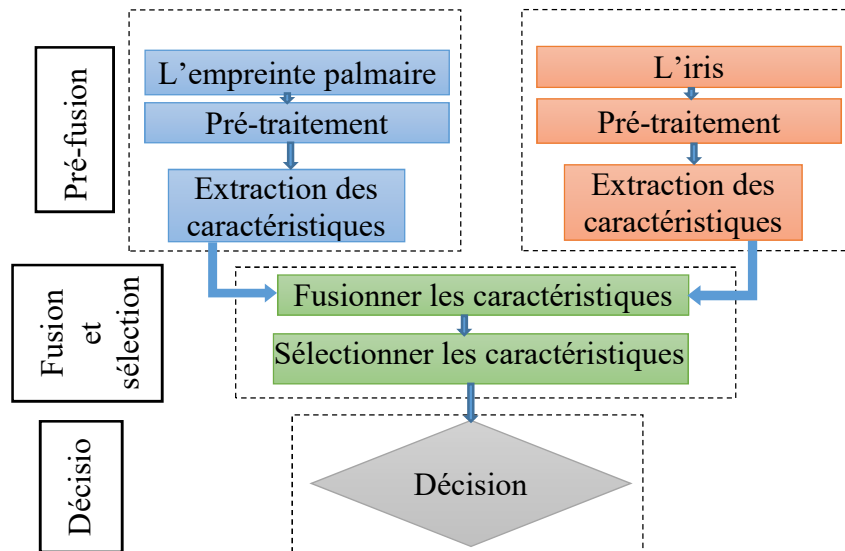 Pré-fusion
L'empreinte palmaire
Pré-traitement
Extraction des
caractéristiques
L'iris
Pré-traitement
Extraction des
caractéristiques
Fusion
et
sélection
Fusionner les caractéristiques
Sélectionner les caractéristiques
Décisio
Décision